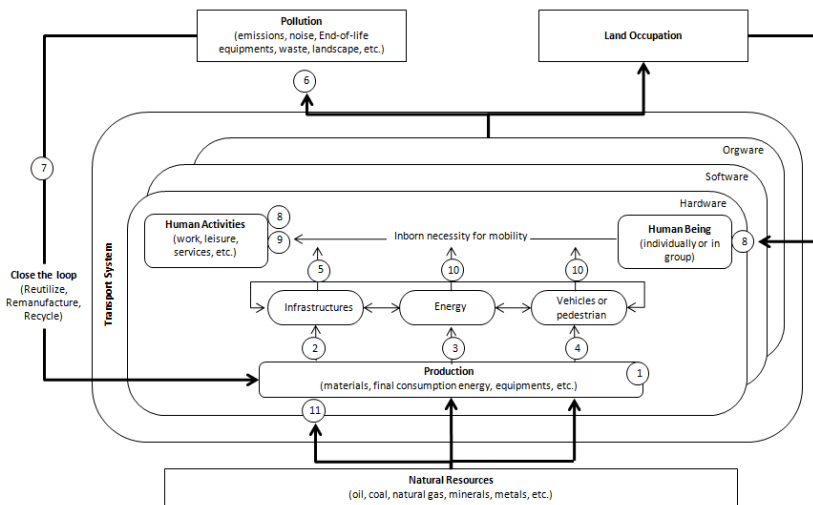 Pollution
(emissions, noise, End-of-life
equipments, waste, landscape, etc.)
Land Occupation
6
7
Orgware
Software
Hardware
Human Activities
(work, leisure,
services, etc.)
8
9
Inborn necessity for mobility
Human Being
(individually or in
group)
8
Close the loop
(Reutilize,
Remanufacture,
Recycle)
Transport System
5
10
10
Infrastructures
Energy
Vehicles or
pedestrian
2
3
4
Production
(materials, final consumption energy, equipments, etc.)
1
11
Natural Resources
(oil, coal, natural gas, minerals, metals, etc.)